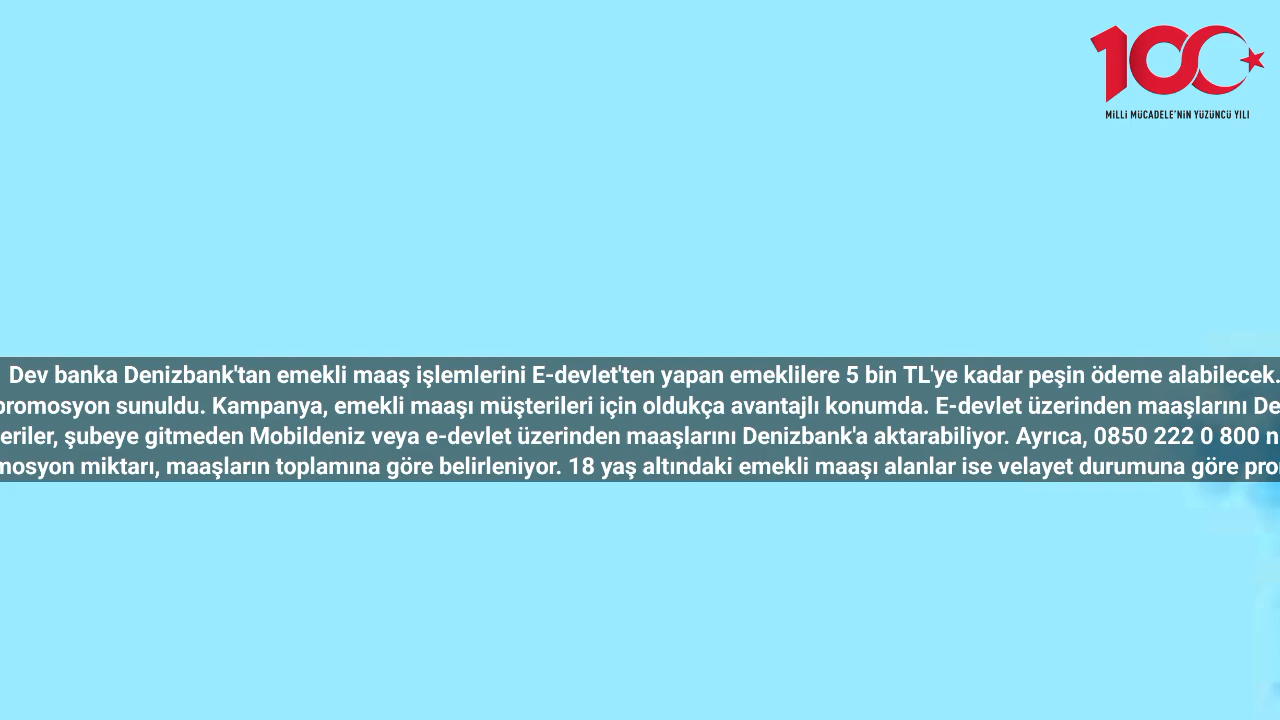 100
MİLLİ MÜCADELE'NİN YÜZÜNCÜ YILI
Dev banka Denizbank'tan emekli maaş işlemlerini E-devlet'ten yapan emeklilere 5 bin TL'ye kadar peşin ödeme alabilecek.
promosyon sunuldu. Kampanya, emekli maaşı müşterileri için oldukça avantajlı konumda. E-devlet üzerinden maaşlarını De
eriler, şubeye gitmeden Mobildeniz veya e-devlet üzerinden maaşlarını Denizbank'a aktarabiliyor. Ayrıca, 0850 222 0 800 n
mosyon miktarı, maaşların toplamına göre belirleniyor. 18 yaş altındaki emekli maaşı alanlar ise velayet durumuna göre pro